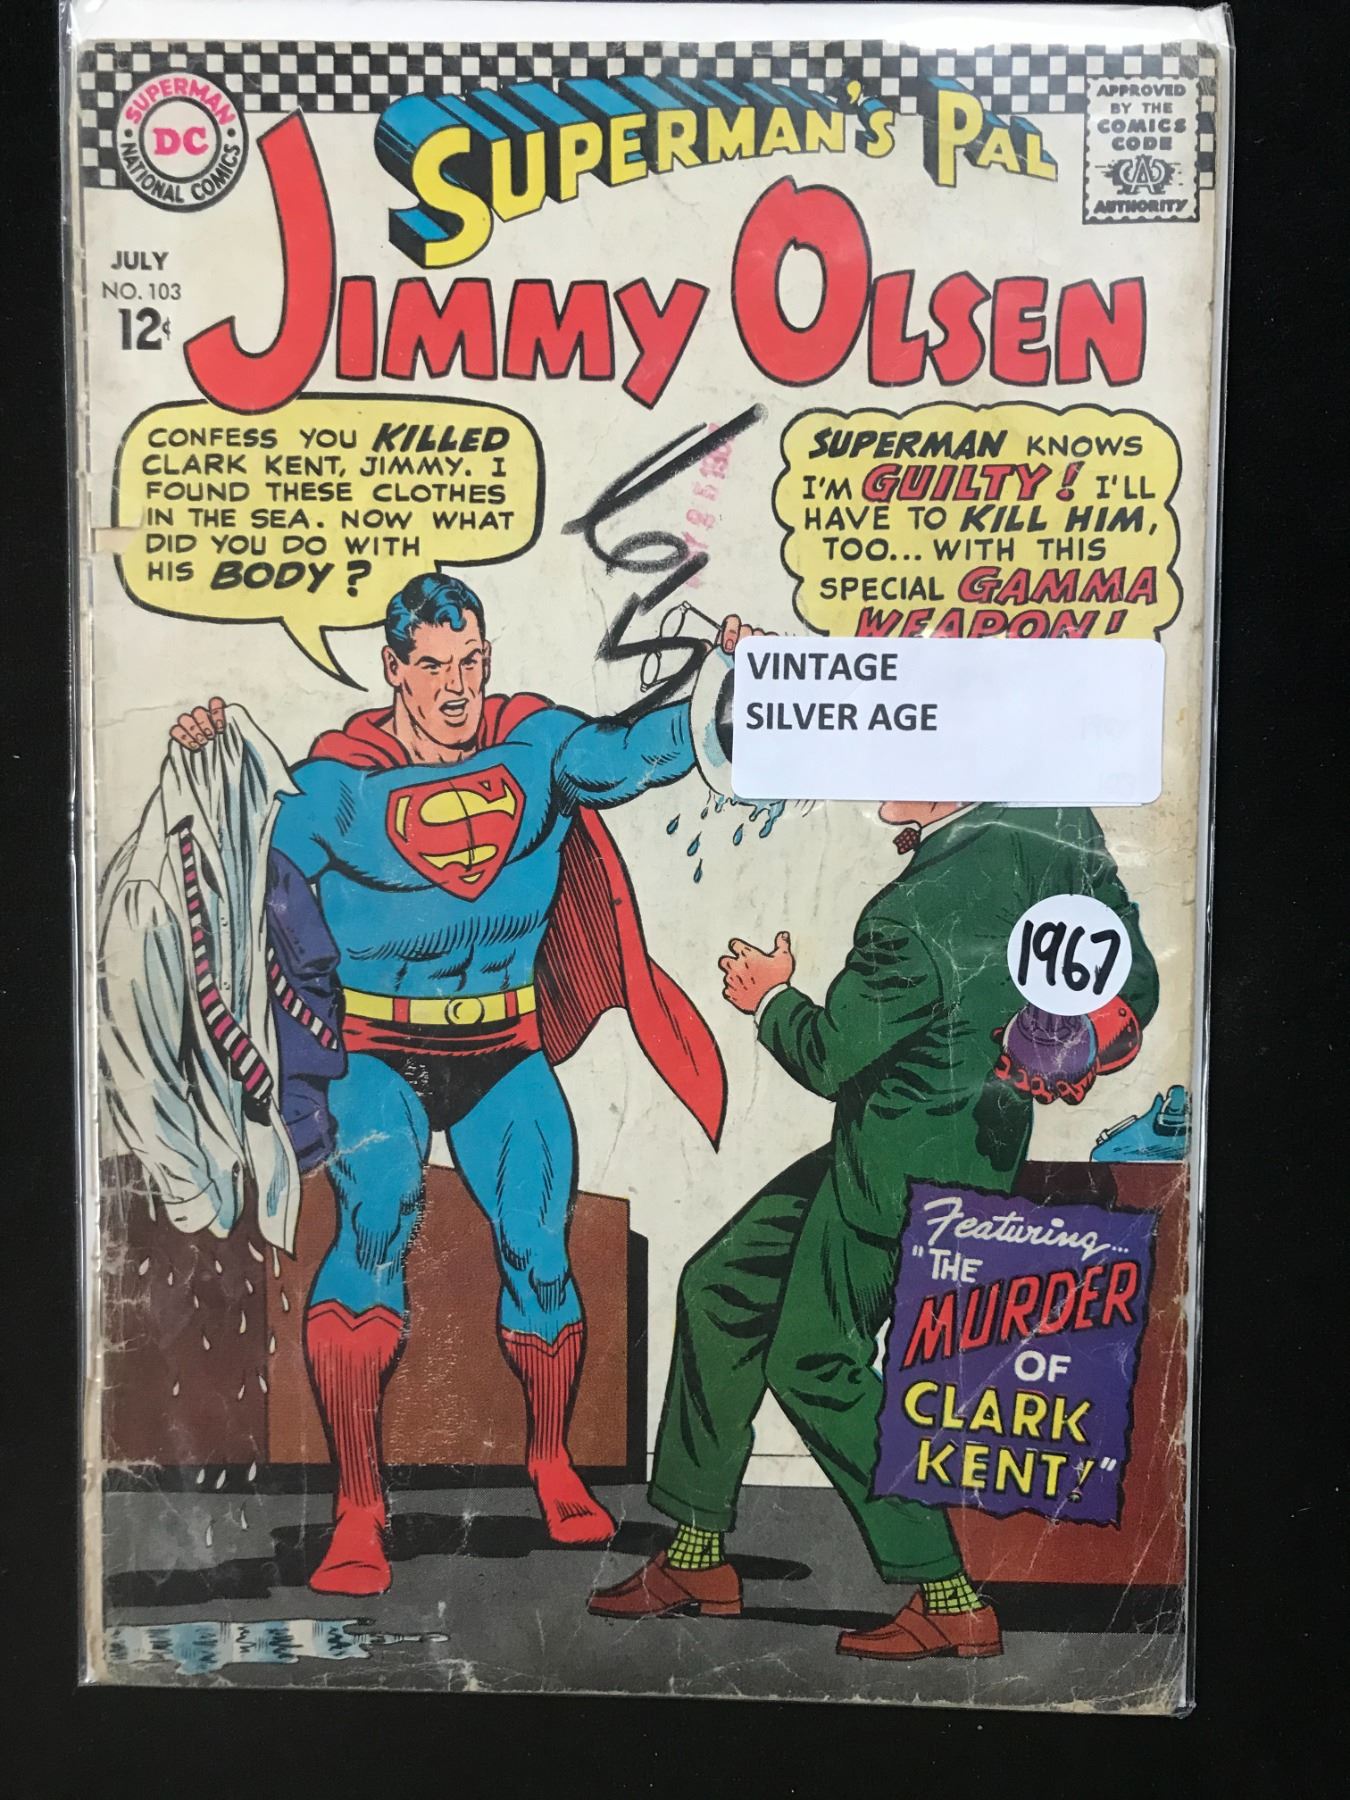 SUPERMAN
DC
NATIONAL COMICS
SUPERMAN'S PAL
APPROVED
BY THE
COMICS
CODE
AUTHORITY
JIMMY OLSEN
JULY
NO. 103
12¢
CONFESS YOU KILLED
CLARK KENT, JIMMY. I
FOUND THESE CLOTHES
IN THE SEA. NOW WHAT
DID YOU DO WITH
HIS BODY?
SUPERMAN KNOWS
I'M GUILTY! I'LL
HAVE TO KILL HIM,
TOO... WITH THIS
SPECIAL GAMMA
WEAPON!
VINTAGE
SILVER AGE
S
1967
Featuring...
"THE
MURDER
OF
CLARK
KENT!"